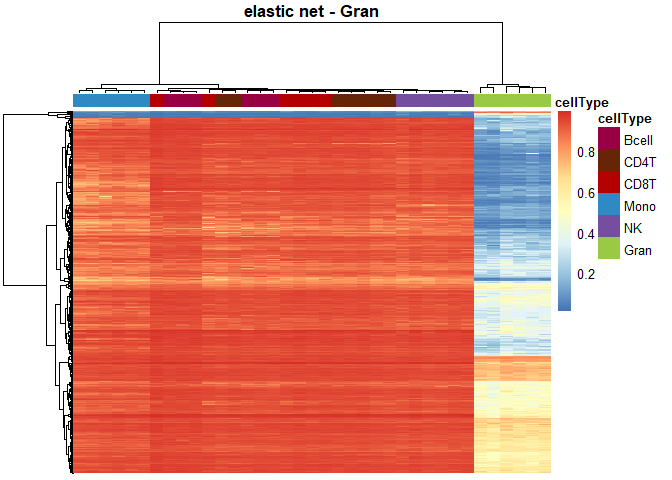 elastic net - Gran
cellType
cellType
Bcell
CD4T
CD8T
Mono
NK
Gran
0.8
0.6
0.4
0.2